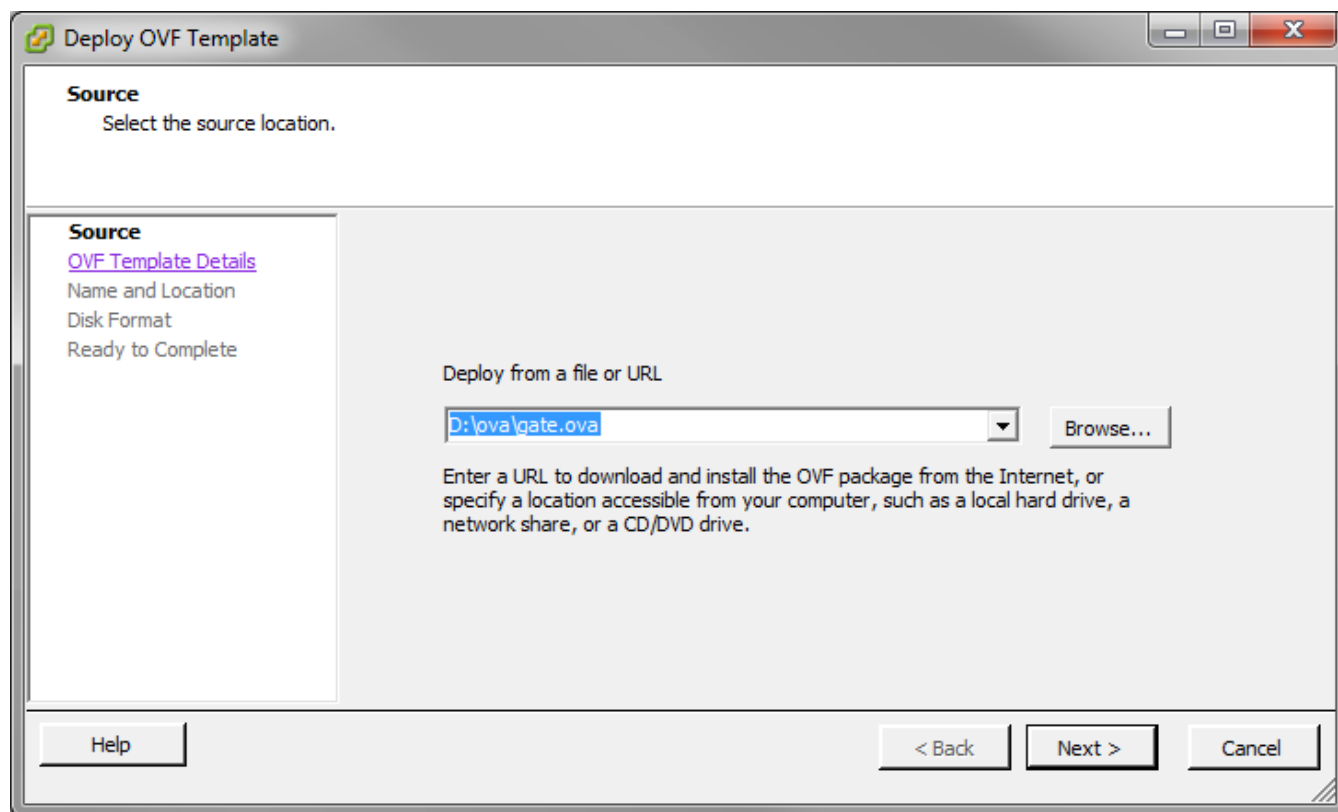 Deploy OVF Template
Source
Select the source location.
Source
OVF Template Details
Name and Location
Disk Format
Ready to Complete
Deploy from a file or URL
D:\ova\gate.ova
Browse...
Enter a URL to download and install the OVF package from the Internet, or
specify a location accessible from your computer, such as a local hard drive, a
network share, or a CD/DVD drive.
Help
< Back
Next >
Cancel